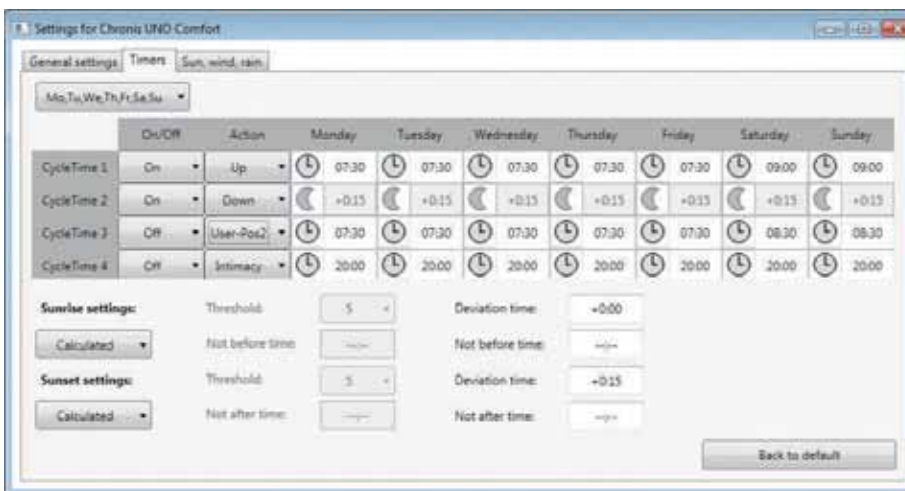 Settings for Chronis UNO Comfort
General settings Timers Sun, wind, rain
Mo,Tu,We,Th,Fr,Sa,Su
On/Off Action Monday Tuesday Wednesday Thursday Friday Saturday Sunday
CycleTime 1 On Up 07:30 07:30 07:30 07:30 07:30 09:00 09:00
CycleTime 2 On Down +0:15 +0:15 +0:15 +0:15 +0:15 +0:15 +0:15
CycleTime 3 Off User-Pos2 07:30 07:30 07:30 07:30 07:30 08:30 08:30
CycleTime 4 Off Intimacy 20:00 20:00 20:00 20:00 20:00 20:00 20:00
Sunrise settings: Threshold: 5 Deviation time: +0:00
Calculated Not before time: --:-- Not before time: --:--
Sunset settings: Threshold: 5 Deviation time: +0:15
Calculated Not after time: --:-- Not after time: --:--
Back to default